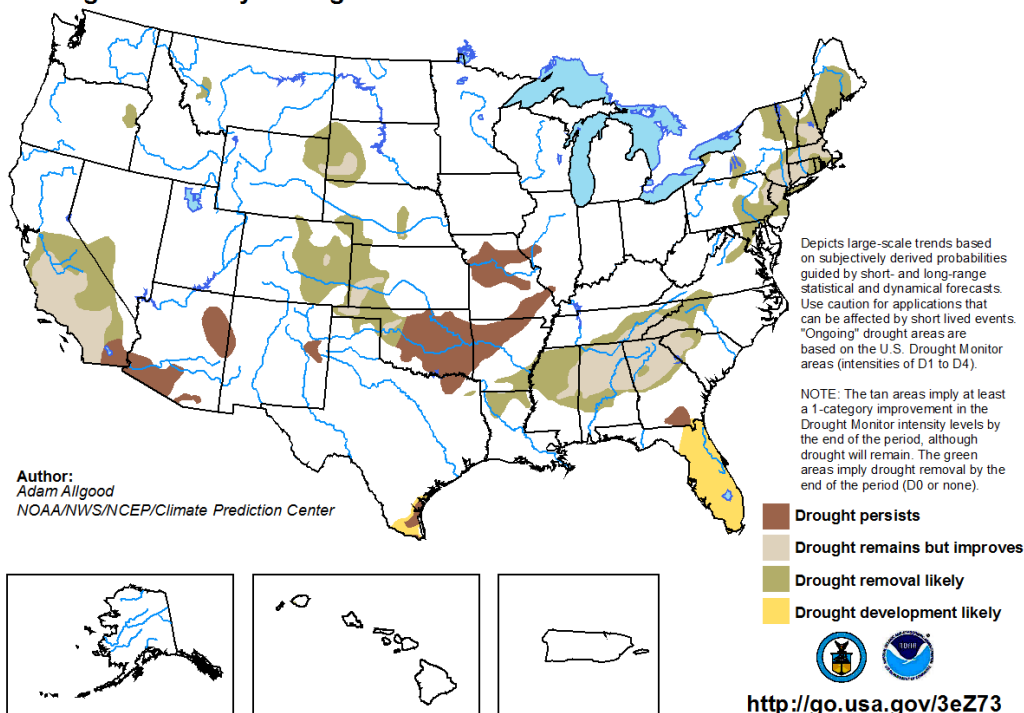 Depicts large-scale trends based
on subjectively derived probabilities
guided by short- and long-range
statistical and dynamical forecasts.
Use caution for applications that
can be affected by short lived events.
"Ongoing" drought areas are
based on the U.S. Drought Monitor
areas (intensities of D1 to D4).
NOTE: The tan areas imply at least
a 1-category improvement in the
Drought Monitor intensity levels by
the end of the period, although
drought will remain. The green
areas imply drought removal by the
end of the period (D0 or none).
Author:
Adam Allgood
NOAA/NWS/NCEP/Climate Prediction Center
Drought persists
Drought remains but improves
Drought removal likely
Drought development likely
http://go.usa.gov/3eZ73